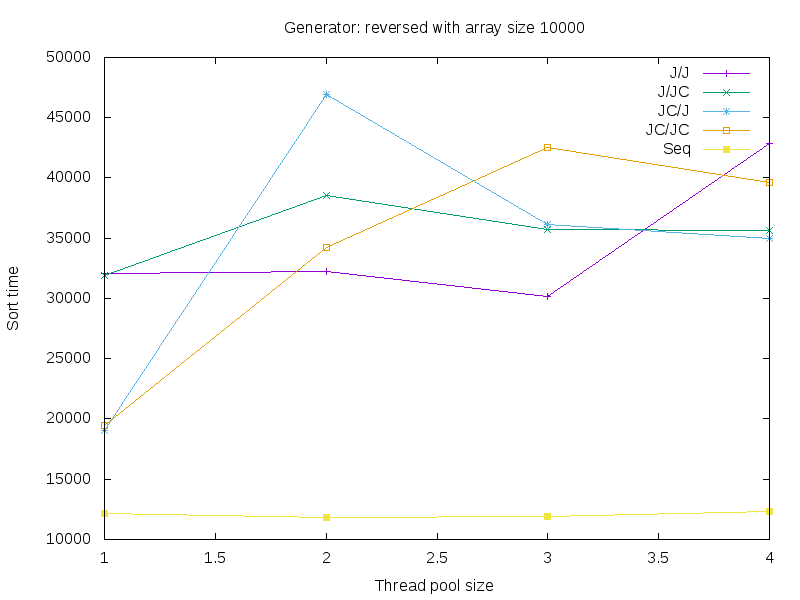 Generator: reversed with array size 10000
50000
45000
40000
35000
30000
25000
20000
15000
10000
Sort time
J/J
J/JC
JC/J
JC/JC
Seq
1 1.5 2 2.5 3 3.5 4
Thread pool size